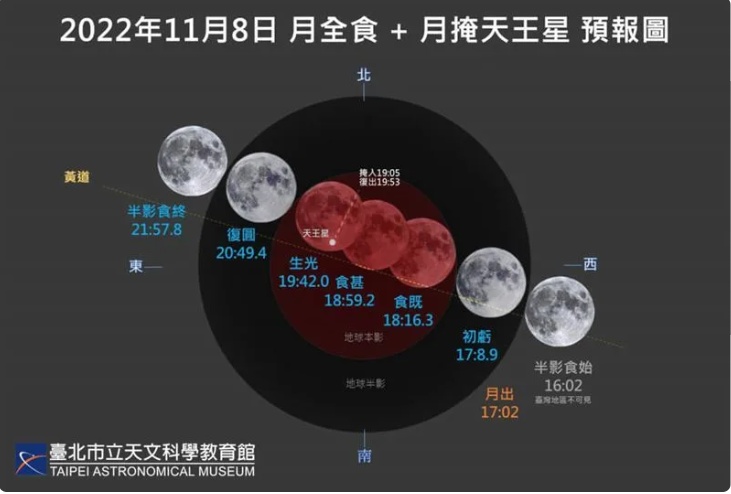 2022年11月8日 月全食 + 月掩天王星 預報圖
北
掩入19:05
復出19:53
黃道
半影食終
21:57.8
復圓
20:49.4
天王星
生光
19:42.0
食甚
18:59.2
食既
18:16.3
東
西
初虧
17:8.9
半影食始
16:02
臺灣地區不可見
月出
17:02
地球本影
地球半影
南
臺北市立天文科學教育館
TAIPEI ASTRONOMICAL MUSEUM